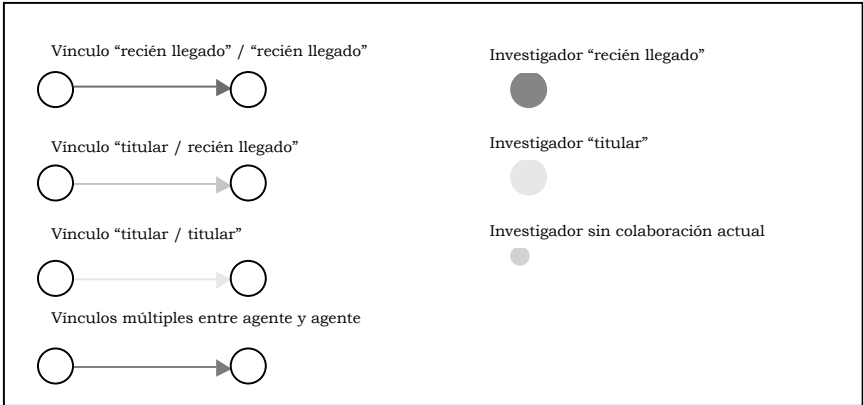 Vínculo “recién llegado” / “recién llegado”
Vínculo “titular / recién llegado”
Vínculo “titular / titular”
Vínculos múltiples entre agente y agente
Investigador “recién llegado”
Investigador “titular”
Investigador sin colaboración actual